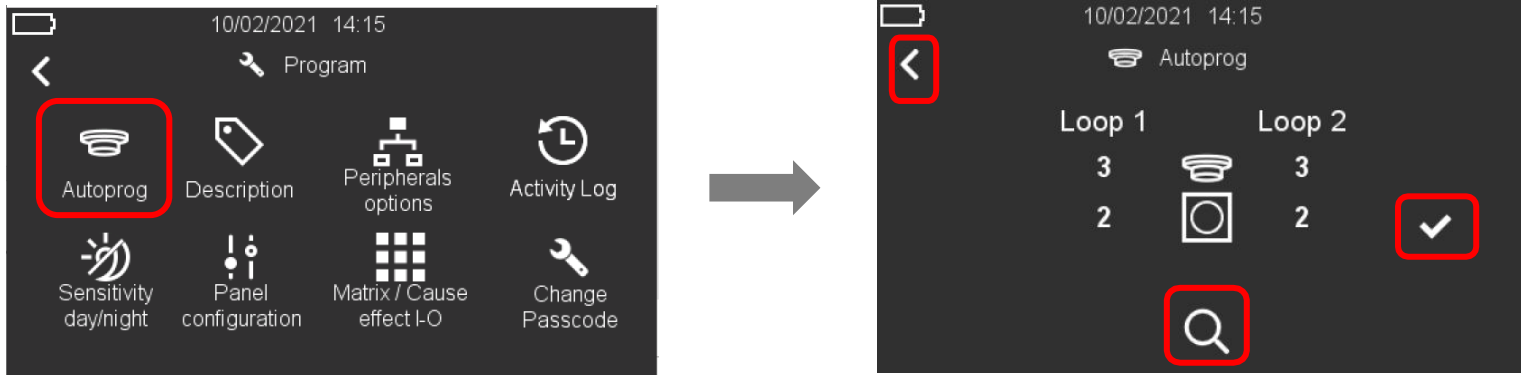 10/02/2021 14:15
Program
Autoprog
Description
Peripherals
options
Activity Log
Sensitivity
day/night
Panel
configuration
Matrix / Cause
effect I-O
Change
Passcode
10/02/2021 14:15
Autoprog
Loop 1 Loop 2
3 3
2 2